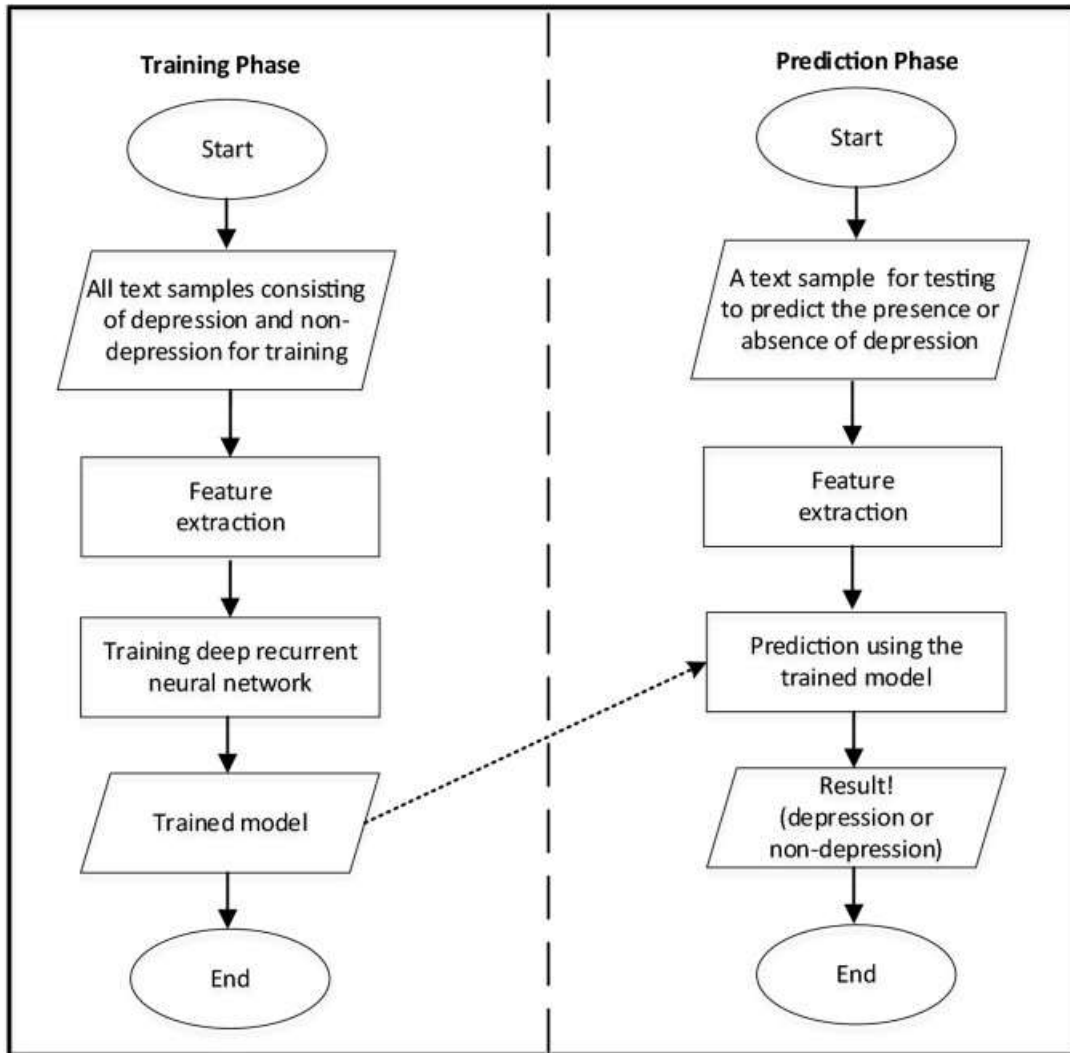 Training Phase
Start
All text samples consisting
of depression and non-
depression for training
Feature
extraction
Training deep recurrent
neural network
Trained model
End
Prediction Phase
Start
A text sample for testing
to predict the presence or
absence of depression
Feature
extraction
Prediction using the
trained model
Result!
(depression or
non-depression)
End